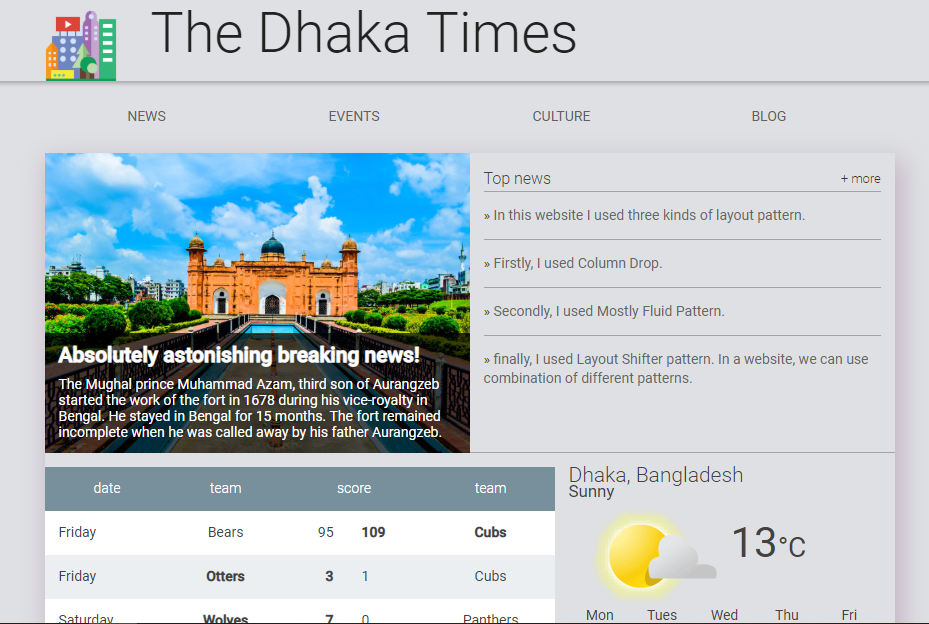 The Dhaka Times
NEWS EVENTS CULTURE BLOG
Absolutely astonishing breaking news!
The Mughal prince Muhammad Azam, third son of Aurangzeb
started the work of the fort in 1678 during his vice-royalty in
Bengal. He stayed in Bengal for 15 months. The fort remained
incomplete when he was called away by his father Aurangzeb.
Top news + more
» In this website I used three kinds of layout pattern.
» Firstly, I used Column Drop.
» Secondly, I used Mostly Fluid Pattern.
» finally, I used Layout Shifter pattern. In a website, we can use
combination of different patterns.
date team score team
Friday Bears 95 109 Cubs
Friday Otters 3 1 Cubs
Saturday Wolves 7 0 Panthers
Dhaka, Bangladesh
Sunny
13°C
Mon Tues Wed Thu Fri